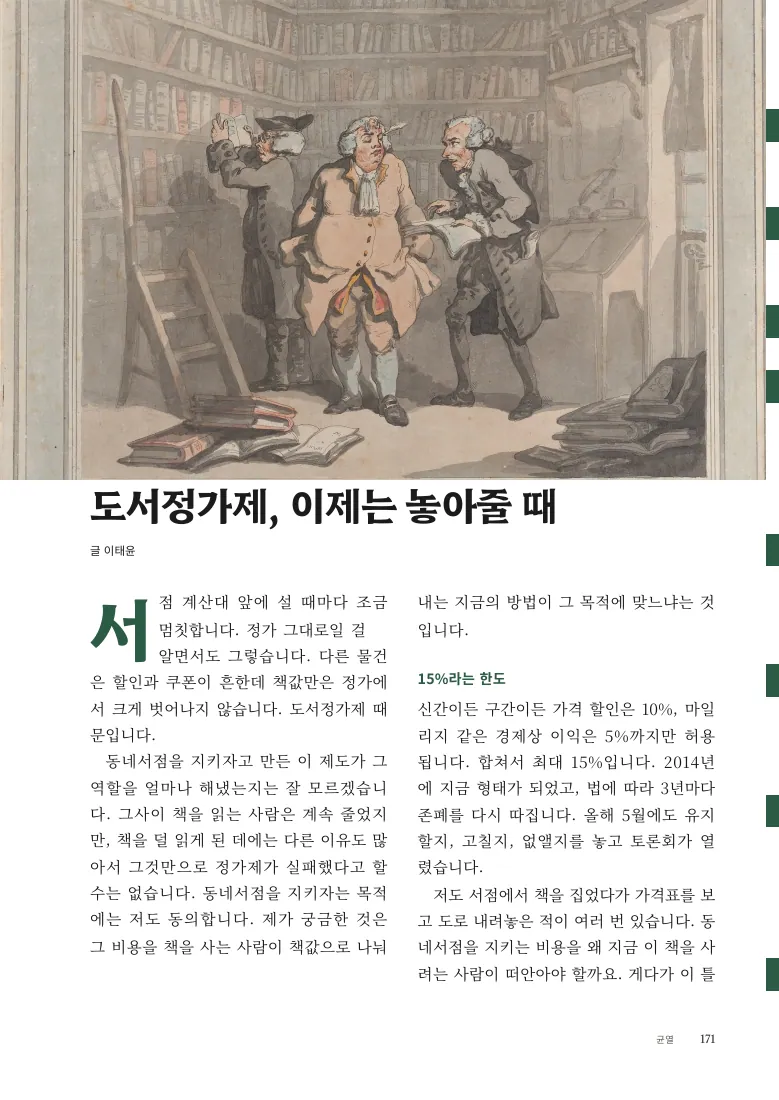 도서정가제, 이제는 놓아줄 때
글 이태윤
서점 계산대 앞에 설 때마다 조금
멈칫합니다. 정가 그대로일 걸
알면서도 그렇습니다. 다른 물건
은 할인과 쿠폰이 흔한데 책값만은 정가에
서 크게 벗어나지 않습니다. 도서정가제 때
문입니다.
동네서점을 지키자고 만든 이 제도가 그
역할을 얼마나 해냈는지는 잘 모르겠습니
다. 그사이 책을 읽는 사람은 계속 줄었지
만, 책을 덜 읽게 된 데에는 다른 이유도 많
아서 그것만으로 정가제가 실패했다고 할
수는 없습니다. 동네서점을 지키자는 목적
에는 저도 동의합니다. 제가 궁금한 것은
그 비용을 책을 사는 사람이 책값으로 나눠
내는 지금의 방법이 그 목적에 맞느냐는 것
입니다.
15%라는 한도
신간이든 구간이든 가격 할인은 10%, 마일
리지 같은 경제상 이익은 5%까지만 허용
됩니다. 합쳐서 최대 15%입니다. 2014년
에 지금 형태가 되었고, 법에 따라 3년마다
존폐를 다시 따집니다. 올해 5월에도 유지
할지, 고칠지, 없앨지를 놓고 토론회가 열
렸습니다.
저도 서점에서 책을 집었다가 가격표를 보
고 도로 내려놓은 적이 여러 번 있습니다. 동
네서점을 지키는 비용을 왜 지금 이 책을 사
려는 사람이 떠안아야 할까요. 게다가 이 틀
균열 171